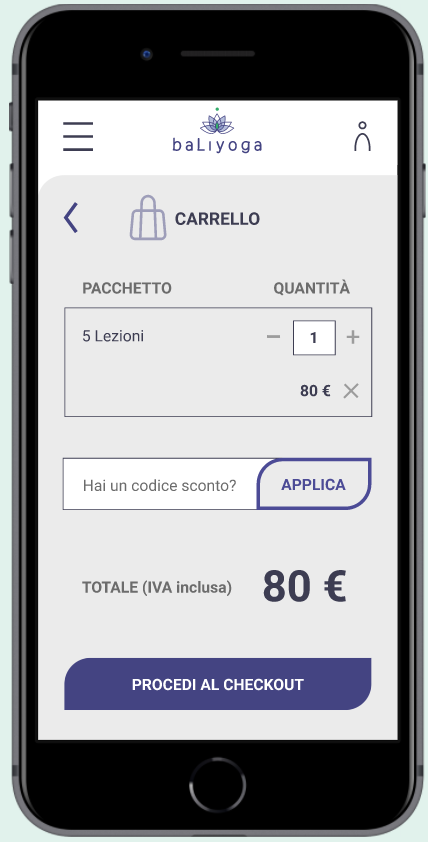 baLıyoga
CARRELLO
PACCHETTO QUANTITÀ
5 Lezioni − 1 +
80 € ×
Hai un codice sconto? APPLICA
TOTALE (IVA inclusa) 80 €
PROCEDI AL CHECKOUT